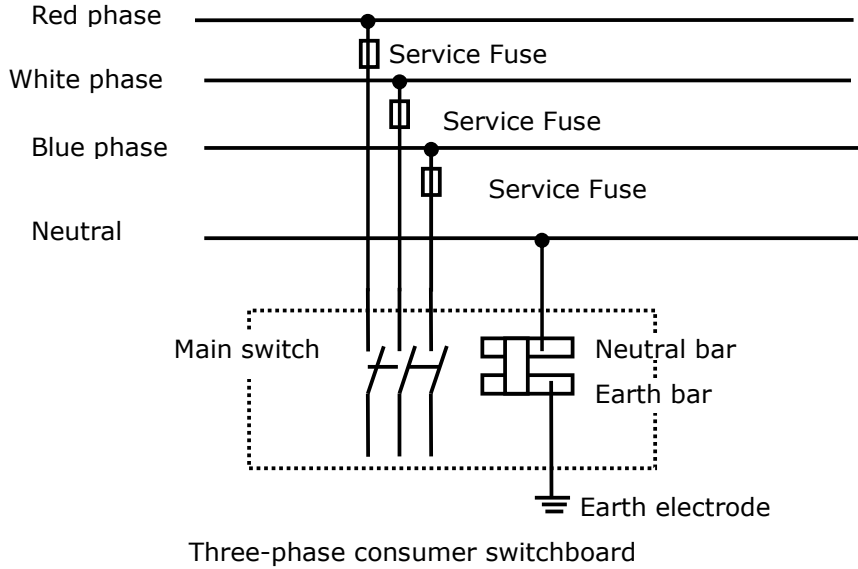 Red phase
Service Fuse
White phase
Service Fuse
Blue phase
Service Fuse
Neutral
Main switch
Neutral bar
Earth bar
Earth electrode
Three-phase consumer switchboard